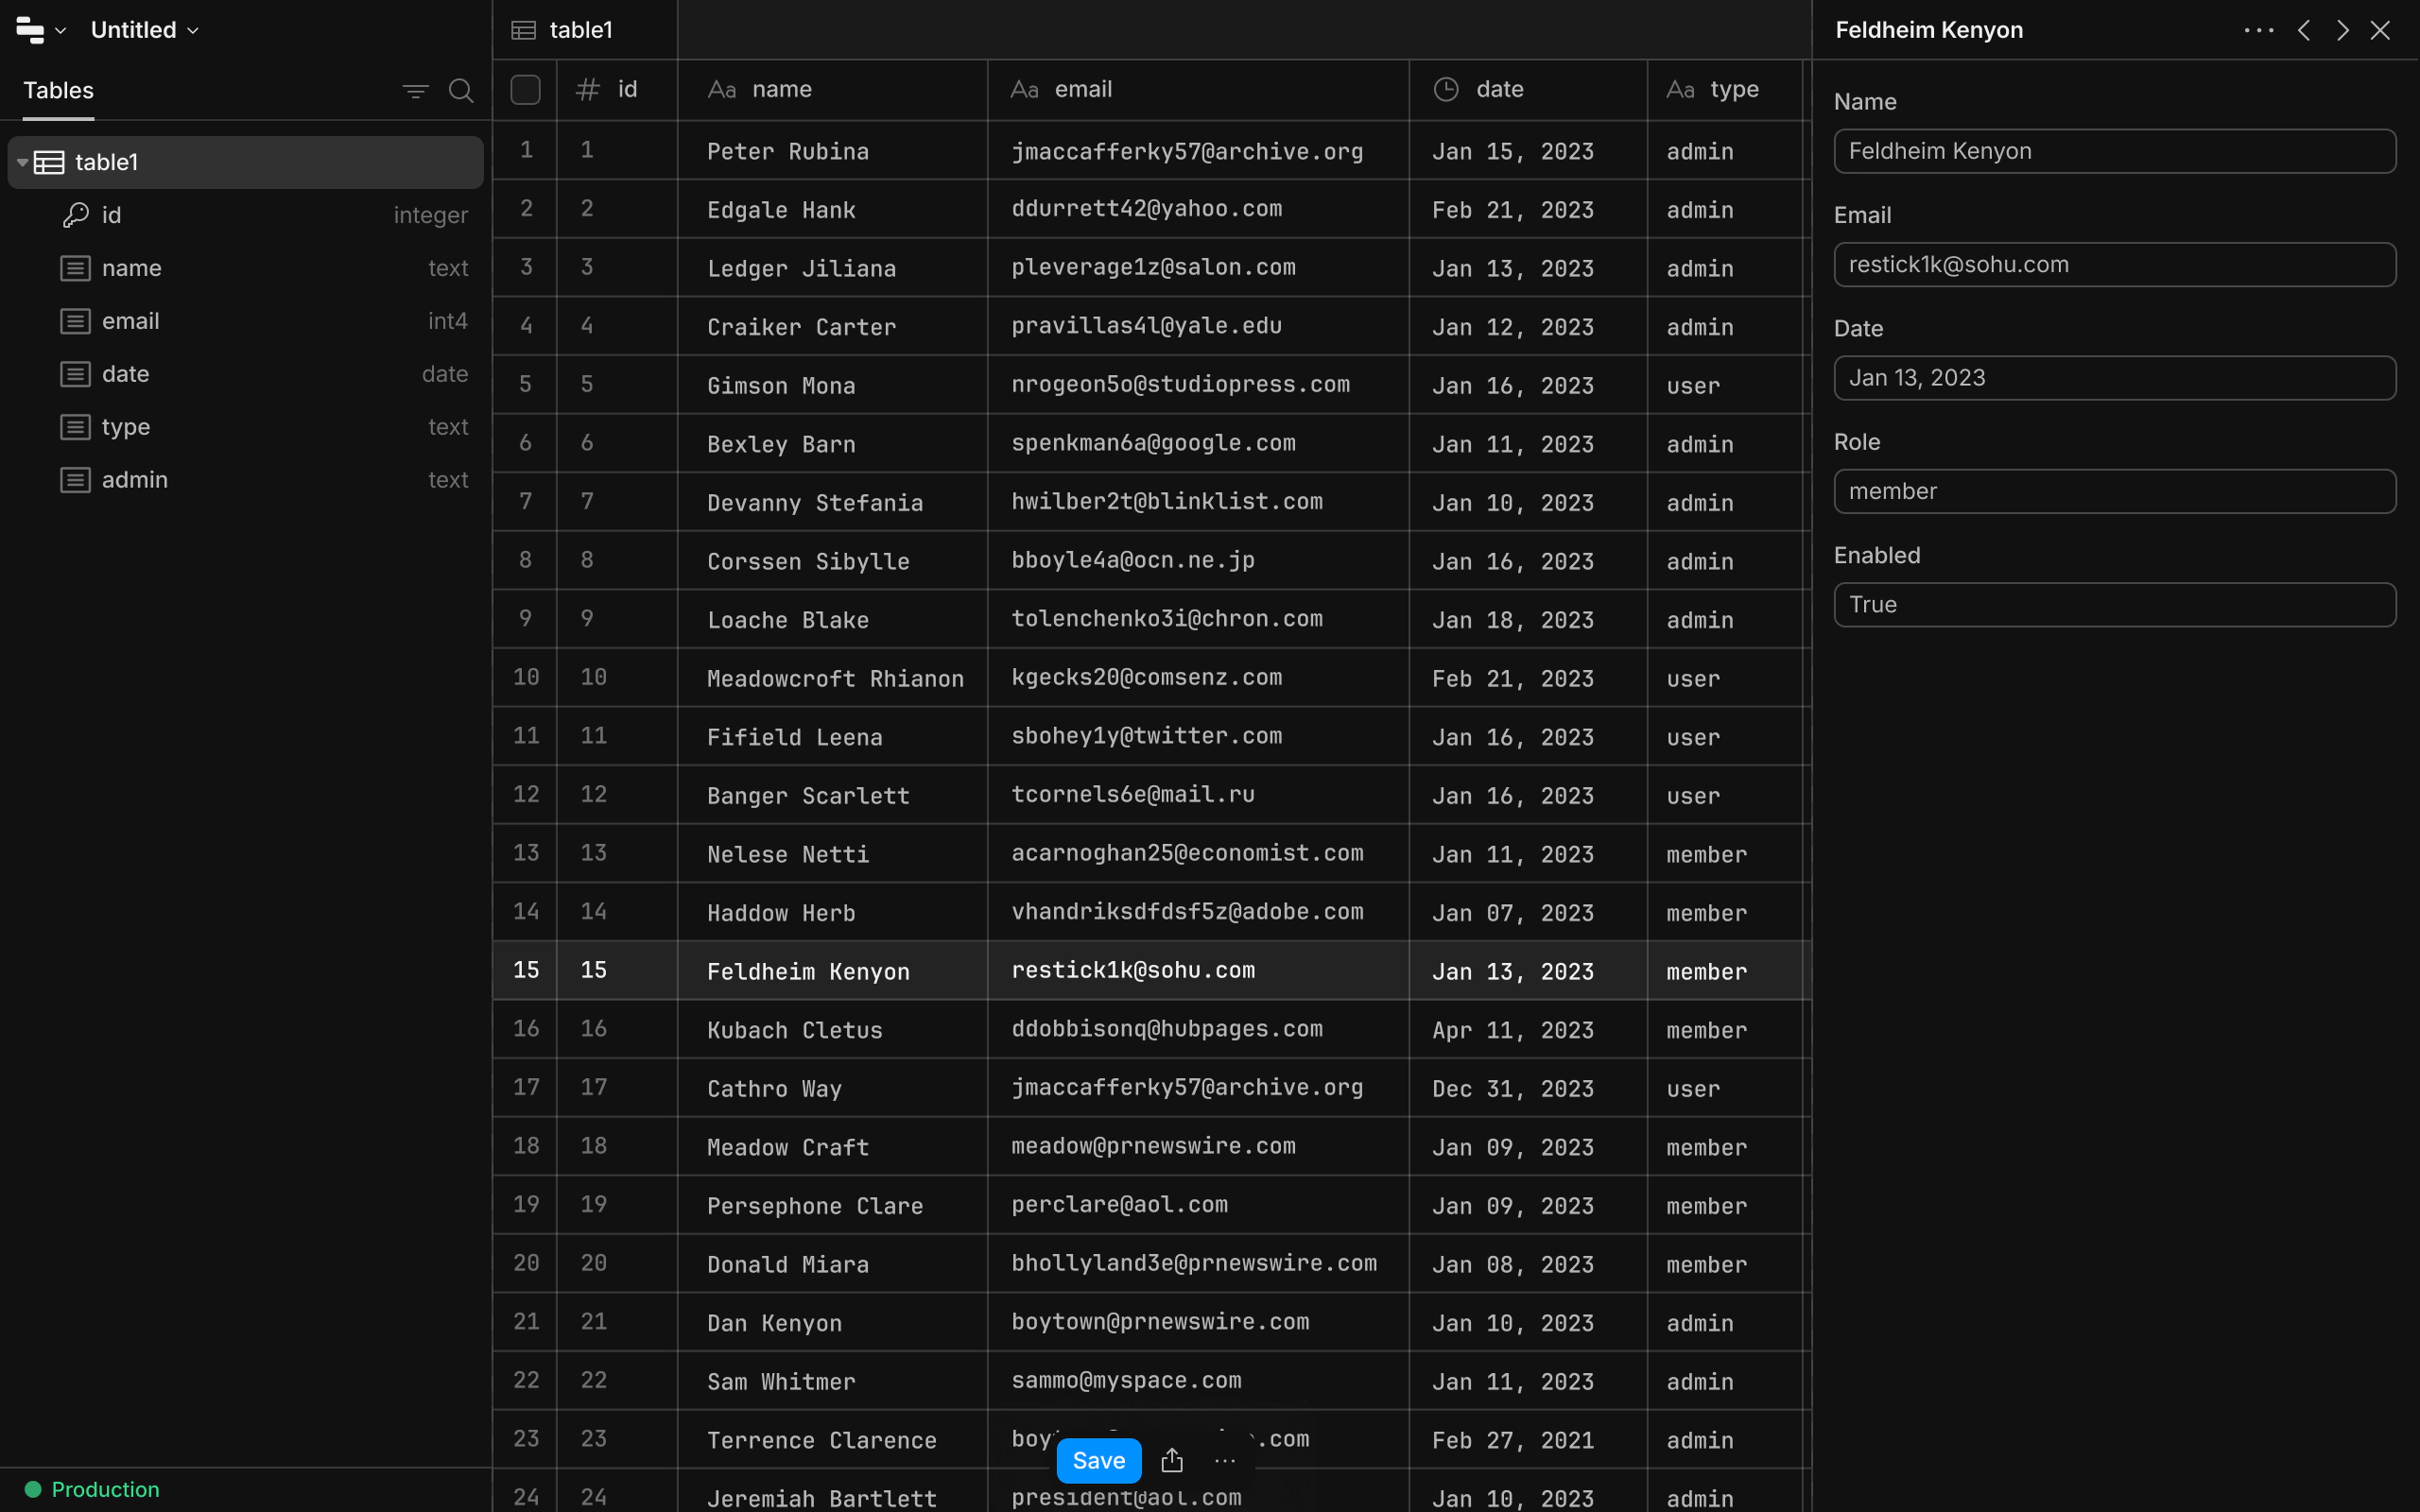 Untitled
Tables
table1
id integer
name text
email int4
date date
type text
admin text
Production
table1
# id Aa name Aa email date Aa type
1 1 Peter Rubina jmaccafferky57@archive.org Jan 15, 2023 admin
2 2 Edgale Hank ddurrett42@yahoo.com Feb 21, 2023 admin
3 3 Ledger Jiliana pleverage1z@salon.com Jan 13, 2023 admin
4 4 Craiker Carter pravillas4l@yale.edu Jan 12, 2023 admin
5 5 Gimson Mona nrogeon5o@studiopress.com Jan 16, 2023 user
6 6 Bexley Barn spenkman6a@google.com Jan 11, 2023 admin
7 7 Devanny Stefania hwilber2t@blinklist.com Jan 10, 2023 admin
8 8 Corssen Sibylle bboyle4a@ocn.ne.jp Jan 16, 2023 admin
9 9 Loache Blake tolenchenko3i@chron.com Jan 18, 2023 admin
10 10 Meadowcroft Rhianon kgecks20@comsenz.com Feb 21, 2023 user
11 11 Fifield Leena sbohey1y@twitter.com Jan 16, 2023 user
12 12 Banger Scarlett tcornels6e@mail.ru Jan 16, 2023 user
13 13 Nelese Netti acarnoghan25@economist.com Jan 11, 2023 member
14 14 Haddow Herb vhandriksdfdsf5z@adobe.com Jan 07, 2023 member
15 15 Feldheim Kenyon restick1k@sohu.com Jan 13, 2023 member
16 16 Kubach Cletus ddobbisonq@hubpages.com Apr 11, 2023 member
17 17 Cathro Way jmaccafferky57@archive.org Dec 31, 2023 user
18 18 Meadow Craft meadow@prnewswire.com Jan 09, 2023 member
19 19 Persephone Clare perclare@aol.com Jan 09, 2023 member
20 20 Donald Miara bhollyland3e@prnewswire.com Jan 08, 2023 member
21 21 Dan Kenyon boytown@prnewswire.com Jan 10, 2023 admin
22 22 Sam Whitmer sammo@myspace.com Jan 11, 2023 admin
23 23 Terrence Clarence Feb 27, 2021 admin
24 24 Jeremiah Bartlett president@aol.com Jan 10, 2023 admin
Save
Feldheim Kenyon
Name
Feldheim Kenyon
Email
restick1k@sohu.com
Date
Jan 13, 2023
Role
member
Enabled
True